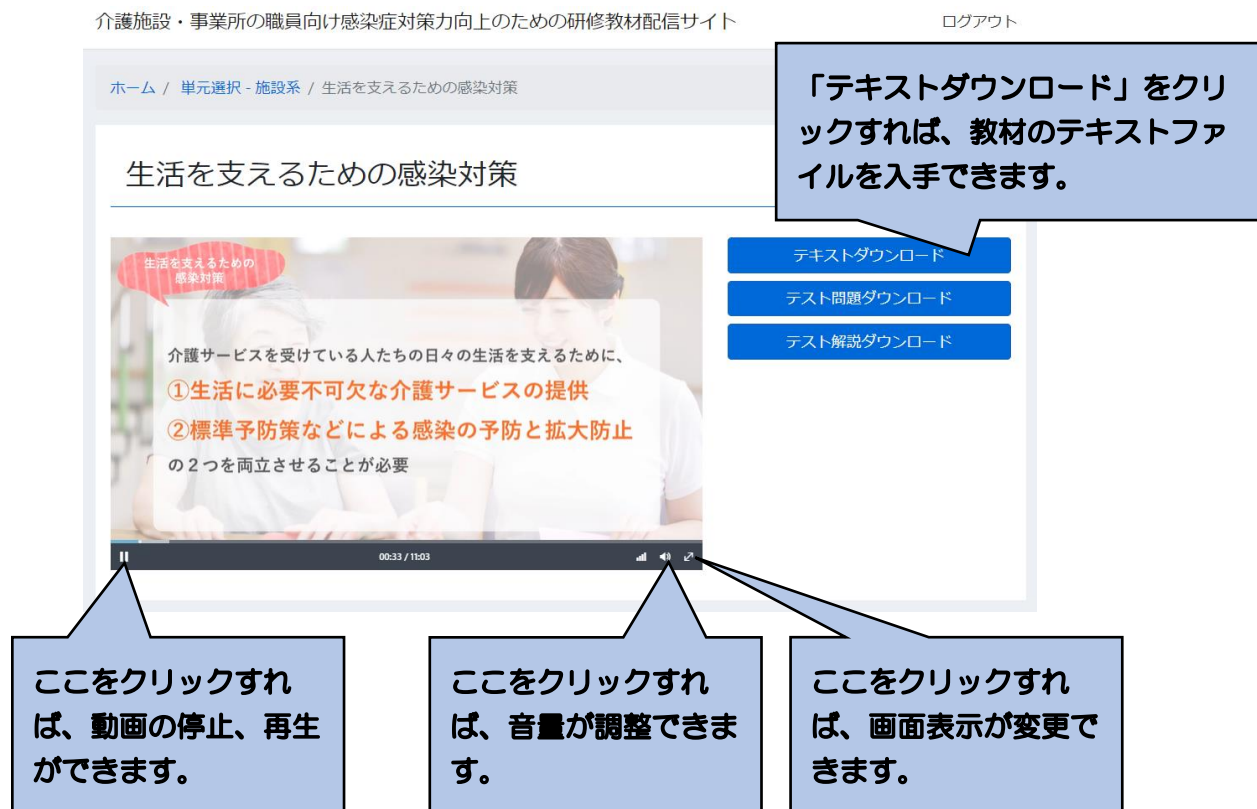 介護施設・事業所の職員向け感染症対策力向上のための研修教材配信サイト
ログアウト
ホーム / 単元選択 - 施設系 / 生活を支えるための感染対策
「テキストダウンロード」をクリ
ックすれば、教材のテキストファ
イルを入手できます。
生活を支えるための感染対策
生活を支えるための
感染対策
介護サービスを受けている人たちの日々の生活を支えるために、
①生活に必要不可欠な介護サービスの提供
②標準予防策などによる感染の予防と拡大防止
の２つを両立させることが必要
00:33 / 11:03
テキストダウンロード
テスト問題ダウンロード
テスト解説ダウンロード
ここをクリックすれ
ば、動画の停止、再生
ができます。
ここをクリックすれ
ば、音量が調整できま
す。
ここをクリックすれ
ば、画面表示が変更で
きます。